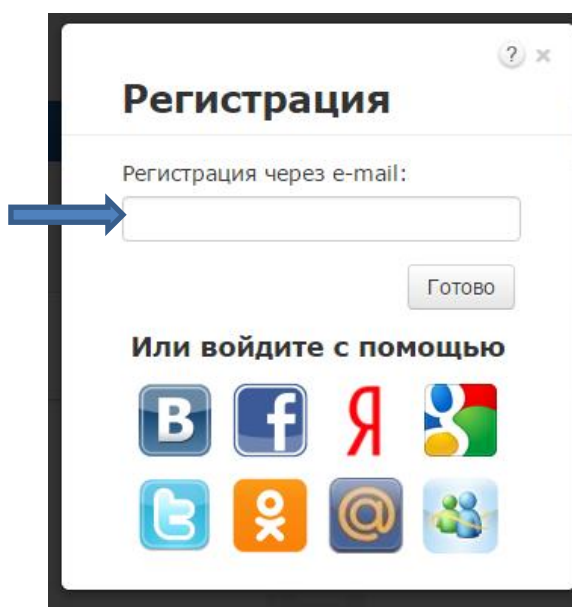 Регистрация
Регистрация через e-mail:
Готово
Или войдите с помощью